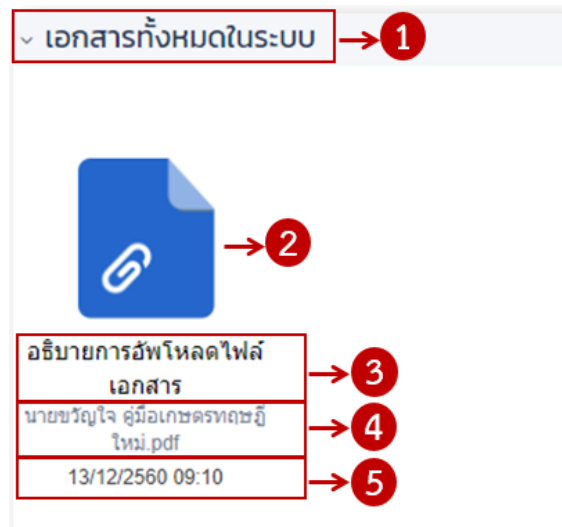 เอกสารทั้งหมดในระบบ 1
2
อธิบายการอัพโหลดไฟล์
เอกสาร
3
นายขวัญใจ คู่มือเกษตรทฤษฎี
ใหม่.pdf
4
13/12/2560 09:10 5